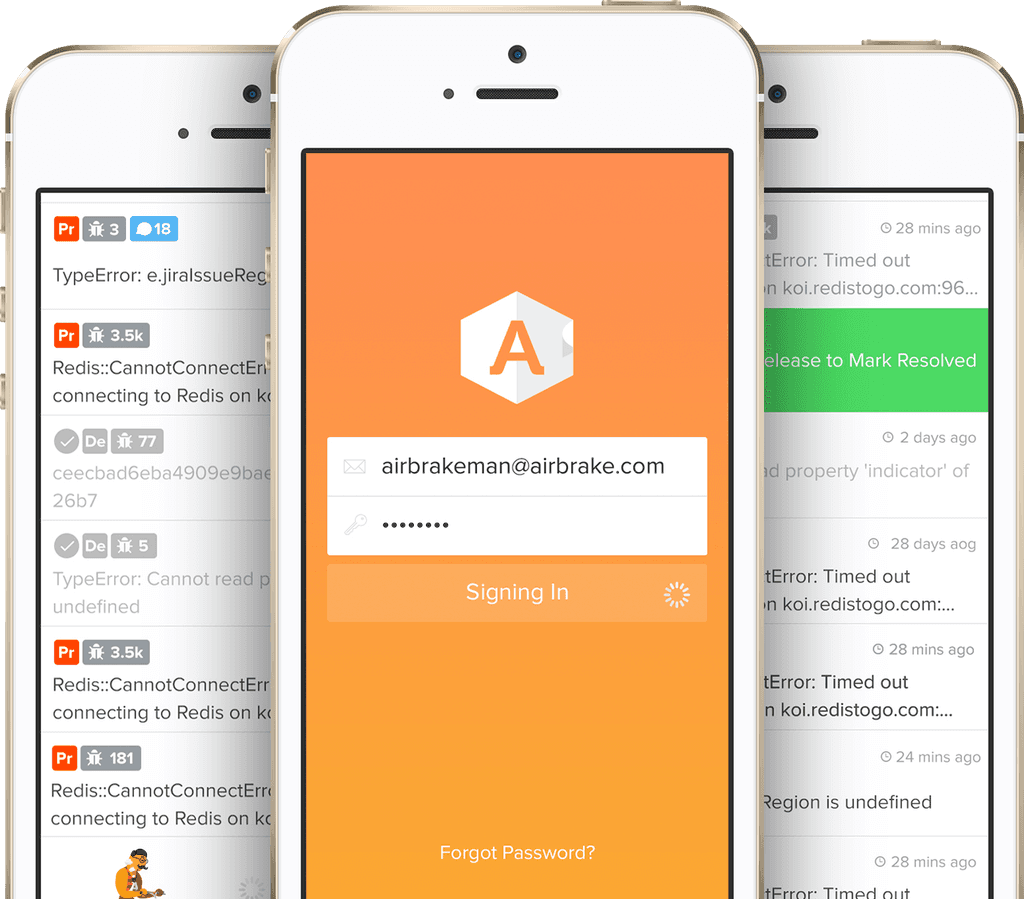 Pr 3 18
TypeError: e.jiraIssueReg
Pr 3.5k
Redis::CannotConnectErr
connecting to Redis on ko
De 77
ceecbad6eba4909e9bae
26b7
De 5
TypeError: Cannot read p
undefined
Pr 3.5k
Redis::CannotConnectErr
connecting to Redis on ko
Pr 181
Redis::CannotConnectErro
connecting to Redis on ko
A
airbrakeman@airbrake.com
Signing In
Forgot Password?
k 28 mins ago
tError: Timed out
on koi.redistogo.com:96...
elease to Mark Resolved
2 days ago
ad property 'indicator' of
28 days aog
tError: Timed out
on koi.redistogo.com:...
28 mins ago
tError: Timed out
n koi.redistogo.com:...
24 mins ago
Region is undefined
28 mins ago
tError: Timed out